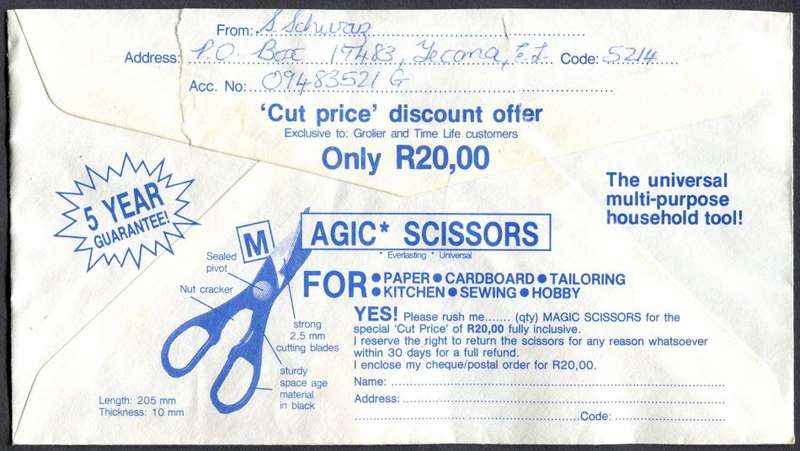 From: S Schwaz
Address: P.O. Box 17483, Tecoma, E.L. Code: 5214
Acc. No: 09483521 G
'Cut price' discount offer
Exclusive to: Grolier and Time Life customers
Only R20,00
5 YEAR
GUARANTEE!
The universal
multi-purpose
household tool!
MAGIC* SCISSORS
* Everlasting * Universal
Sealed
pivot
Nut cracker
strong
2,5 mm
cutting blades
sturdy
space age
material
in black
Length: 205 mm
Thickness: 10 mm
FOR • PAPER • CARDBOARD • TAILORING
• KITCHEN • SEWING • HOBBY
YES! Please rush me....... (qty) MAGIC SCISSORS for the
special 'Cut Price' of R20,00 fully inclusive.
I reserve the right to return the scissors for any reason whatsoever
within 30 days for a full refund.
I enclose my cheque/postal order for R20,00.
Name:
Address:
Code: